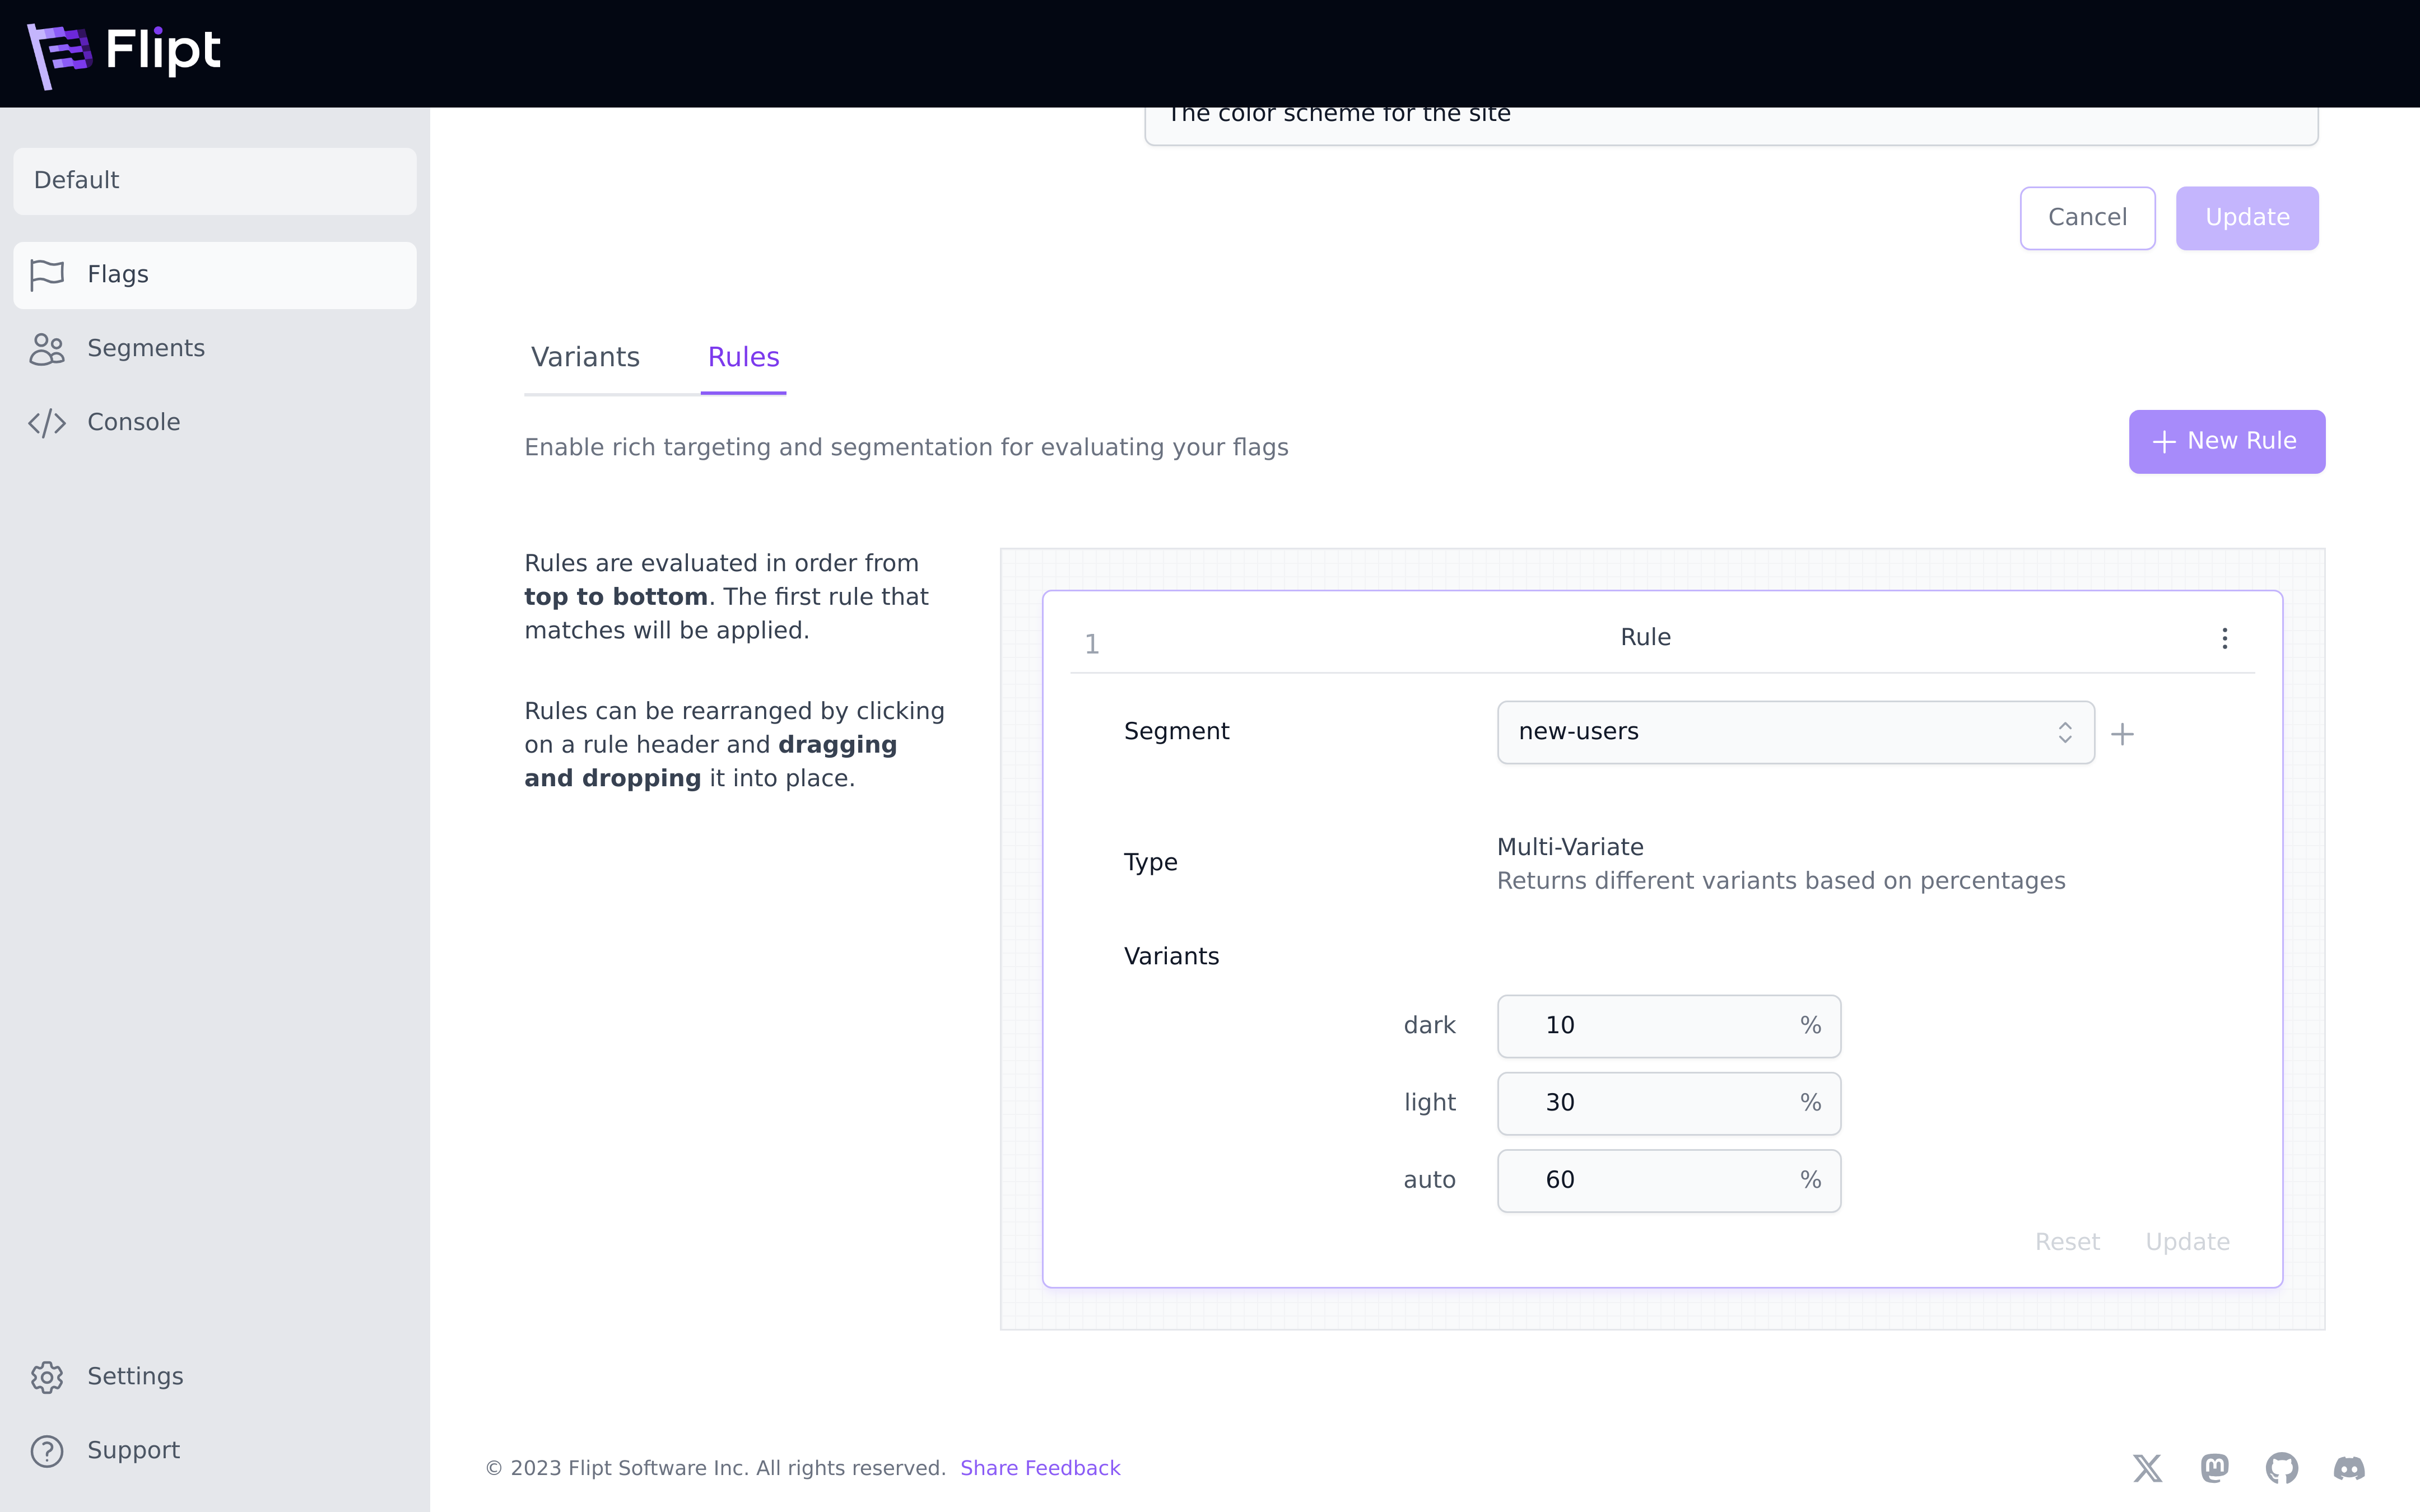 Flipt
The color scheme for the site
Default
Cancel
Update
Flags
Segments
Console
Variants
Rules
Enable rich targeting and segmentation for evaluating your flags
New Rule
Rules are evaluated in order from
top to bottom. The first rule that
matches will be applied.
Rules can be rearranged by clicking
on a rule header and dragging
and dropping it into place.
1
Rule
Segment
new-users
Type
Multi-Variate
Returns different variants based on percentages
Variants
dark
10
%
light
30
%
auto
60
%
Reset
Update
Settings
Support
© 2023 Flipt Software Inc. All rights reserved. Share Feedback